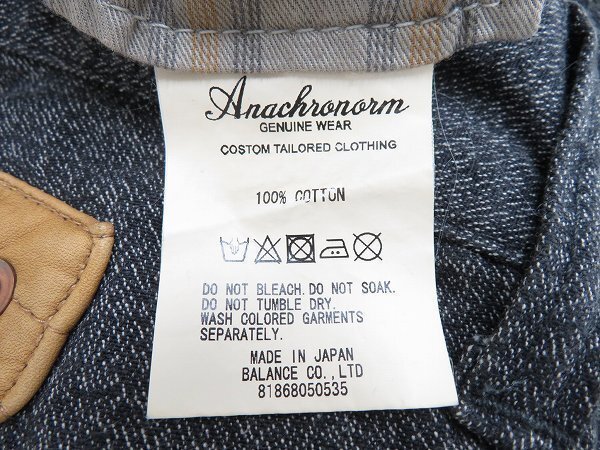 Anachronorm
GENUINE WEAR
COSTOM TAILORED CLOTHING
100% COTTON
DO NOT BLEACH. DO NOT SOAK.
DO NOT TUMBLE DRY.
WASH COLORED GARMENTS
SEPARATELY.
MADE IN JAPAN
BALANCE CO., LTD
81868050535